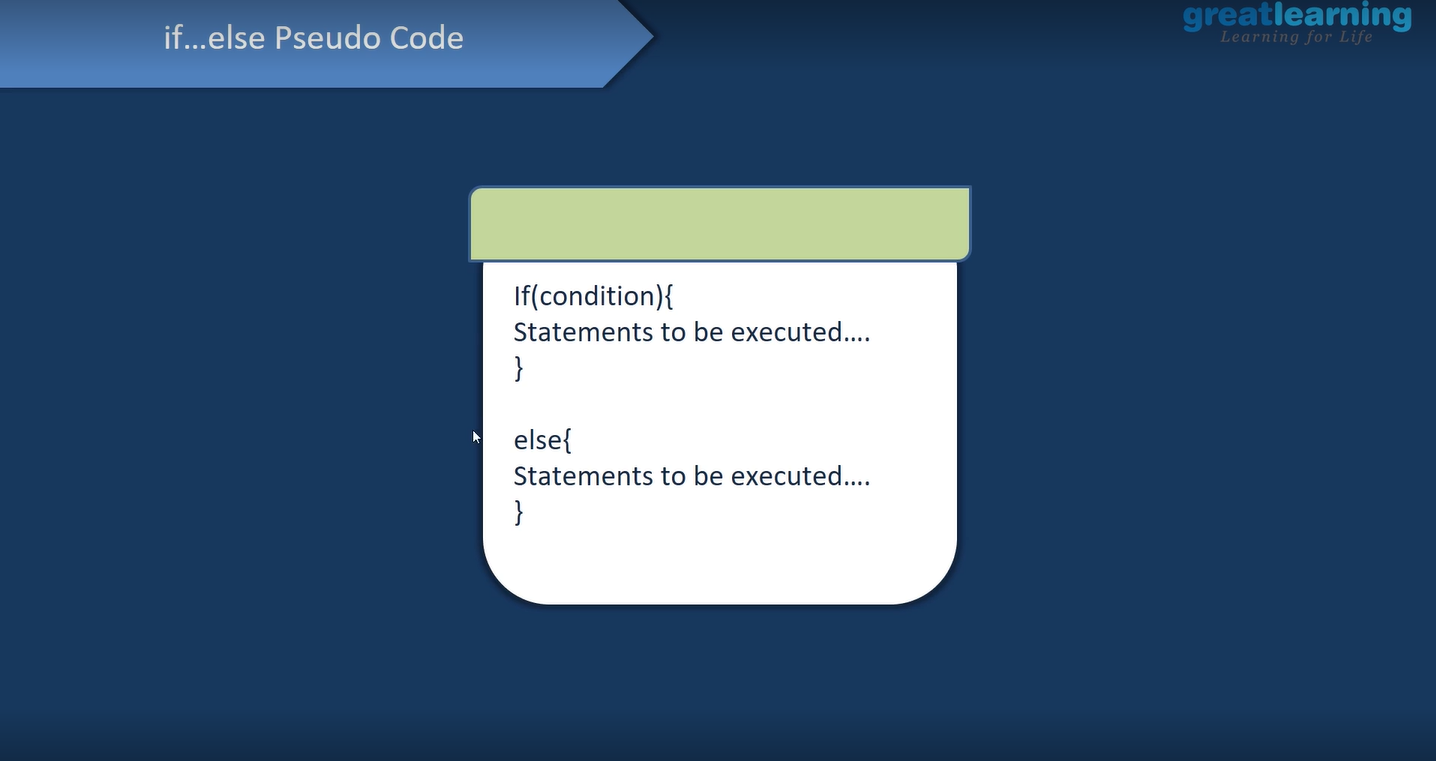 if...else Pseudo Code
greatlearning
Learning for Life
If(condition){
Statements to be executed....
}
else{
Statements to be executed....
}